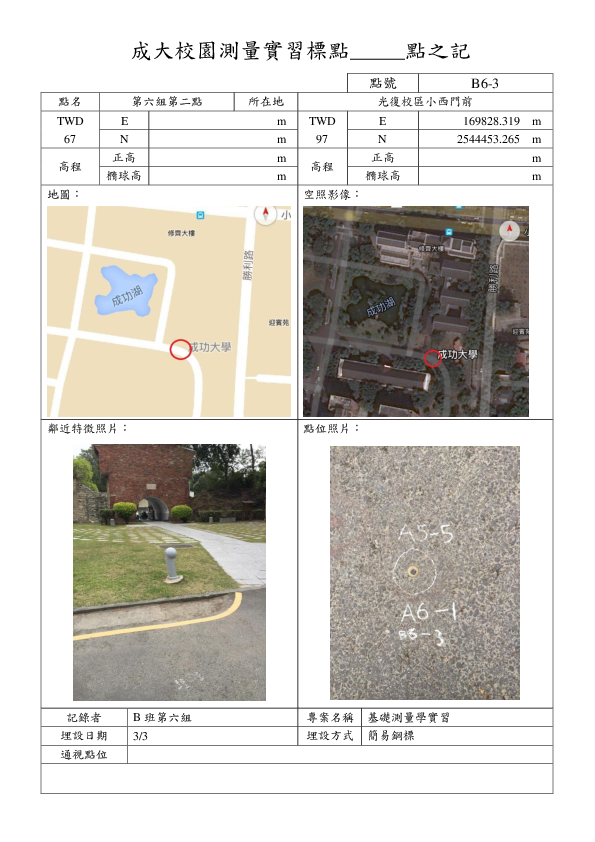 成大校園測量實習標點_____點之記
點號 B6-3
點名 第六組第二點 所在地 光復校區小西門前
TWD 67 E m TWD 97 E 169828.319 m
N m N 2544453.265 m
高程 正高 m 高程 正高 m
橢球高 m 橢球高 m
地圖： 空照影像：
小
修齊大樓
勝利路
成功湖
迎賓苑
成功大學
修齊大樓
勝利路
成功湖
迎賓苑
成功大學
鄰近特徵照片： 點位照片：
A5-5
A6-1
B6-3
記錄者 B 班第六組 專案名稱 基礎測量學實習
埋設日期 3/3 埋設方式 簡易鋼標
通視點位